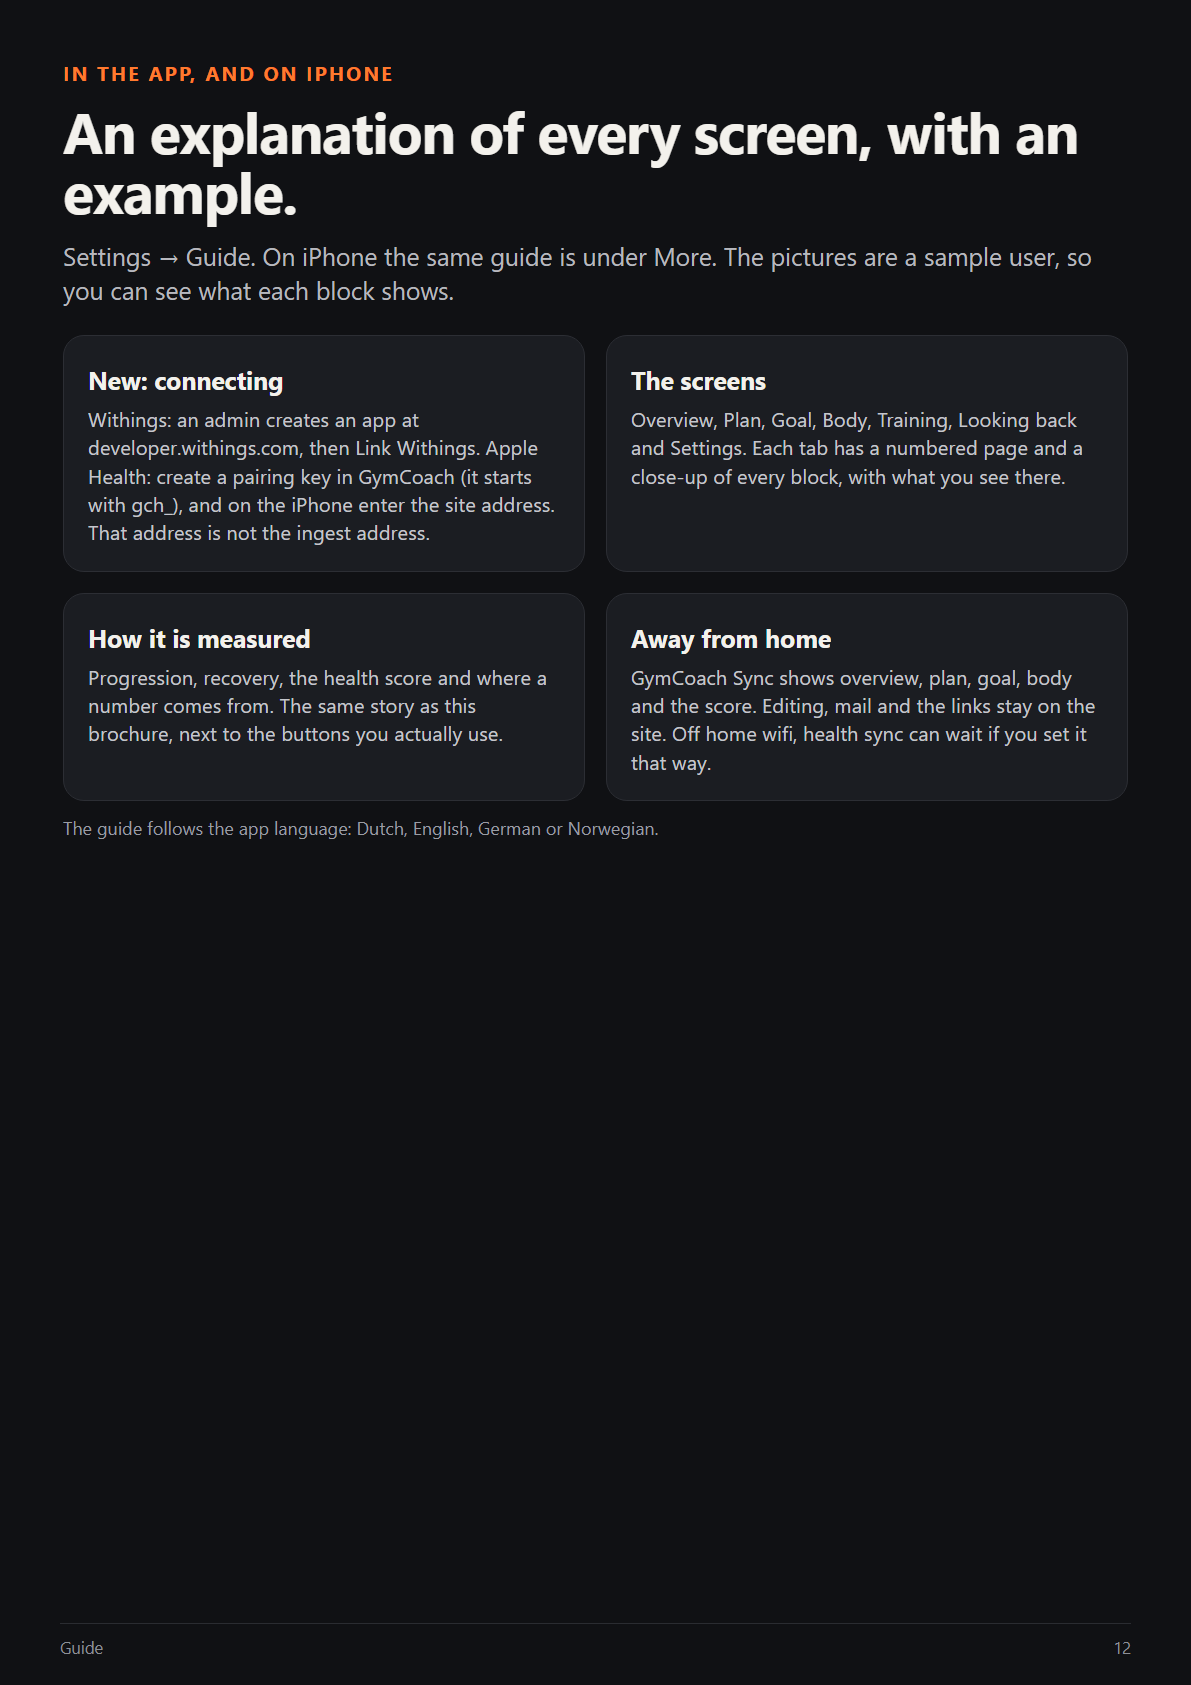 IN THE APP, AND ON IPHONE
An explanation of every screen, with an
example.
Settings → Guide. On iPhone the same guide is under More. The pictures are a sample user, so
you can see what each block shows.
New: connecting
Withings: an admin creates an app at
developer.withings.com, then Link Withings. Apple
Health: create a pairing key in GymCoach (it starts
with gch_), and on the iPhone enter the site address.
That address is not the ingest address.
The screens
Overview, Plan, Goal, Body, Training, Looking back
and Settings. Each tab has a numbered page and a
close-up of every block, with what you see there.
How it is measured
Progression, recovery, the health score and where a
number comes from. The same story as this
brochure, next to the buttons you actually use.
Away from home
GymCoach Sync shows overview, plan, goal, body
and the score. Editing, mail and the links stay on the
site. Off home wifi, health sync can wait if you set it
that way.
The guide follows the app language: Dutch, English, German or Norwegian.
Guide
12